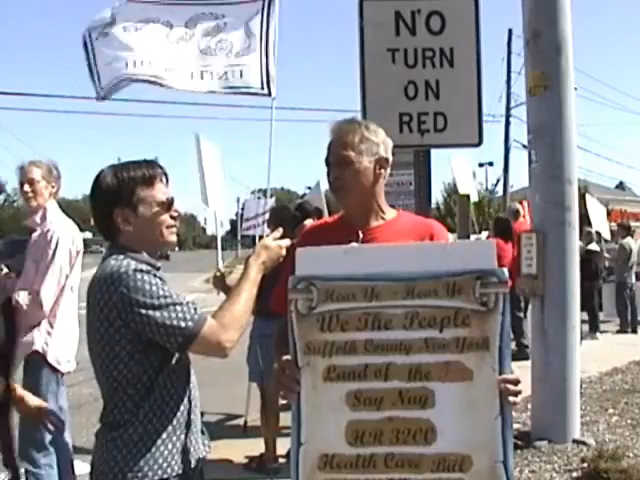 NO
TURN
ON
RED
Hear Ye - Hear Ye
We The People
Suffolk County New York
Land of the
Say Nay
HR 3200
Health Care Bill